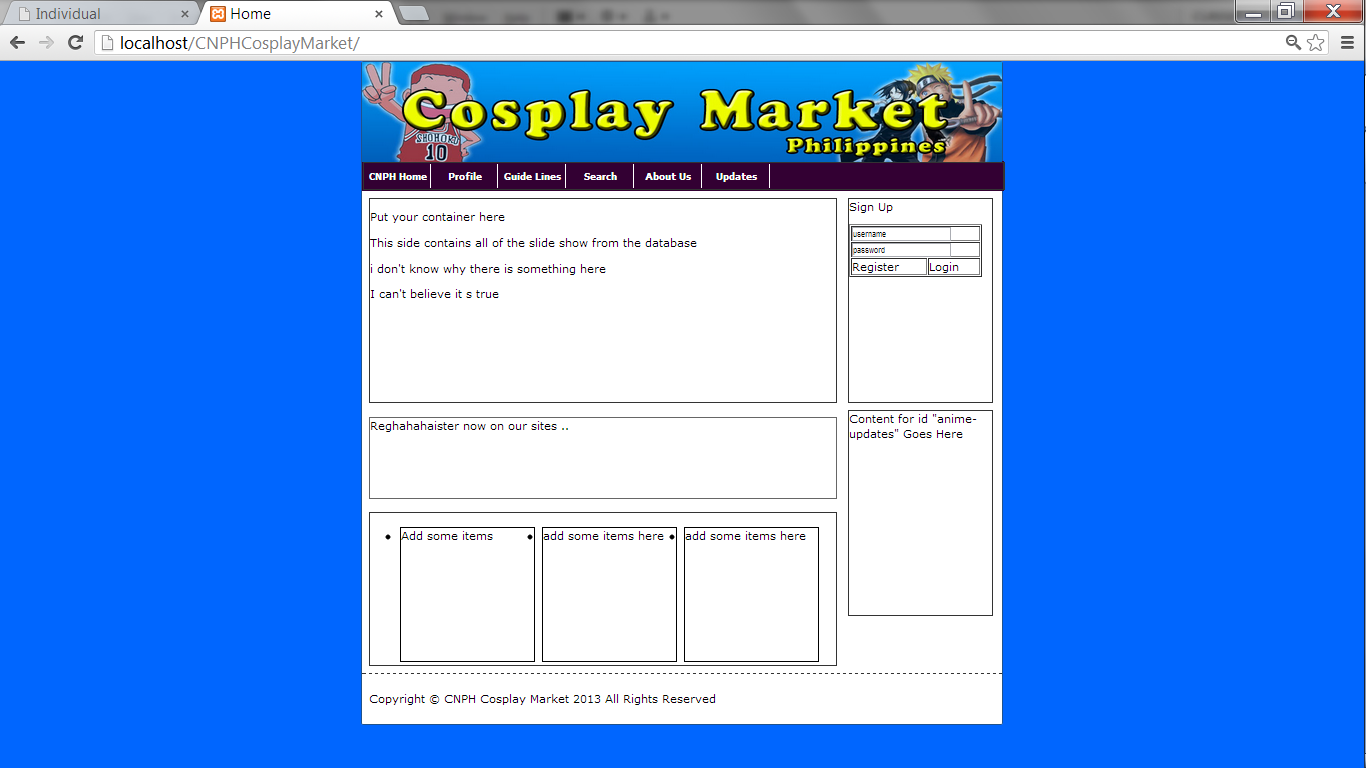 Individual
Home
localhost/CNPHCosplayMarket/
SHOHOKU
10
Cosplay Market
Philippines
CNPH Home Profile Guide Lines Search About Us Updates
Put your container here
This side contains all of the slide show from the database
i don't know why there is something here
I can't believe it s true
Sign Up
username
password
Register Login
Reghahahaister now on our sites ..
Content for id "anime-
updates" Goes Here
Add some items
add some items here
add some items here
Copyright © CNPH Cosplay Market 2013 All Rights Reserved